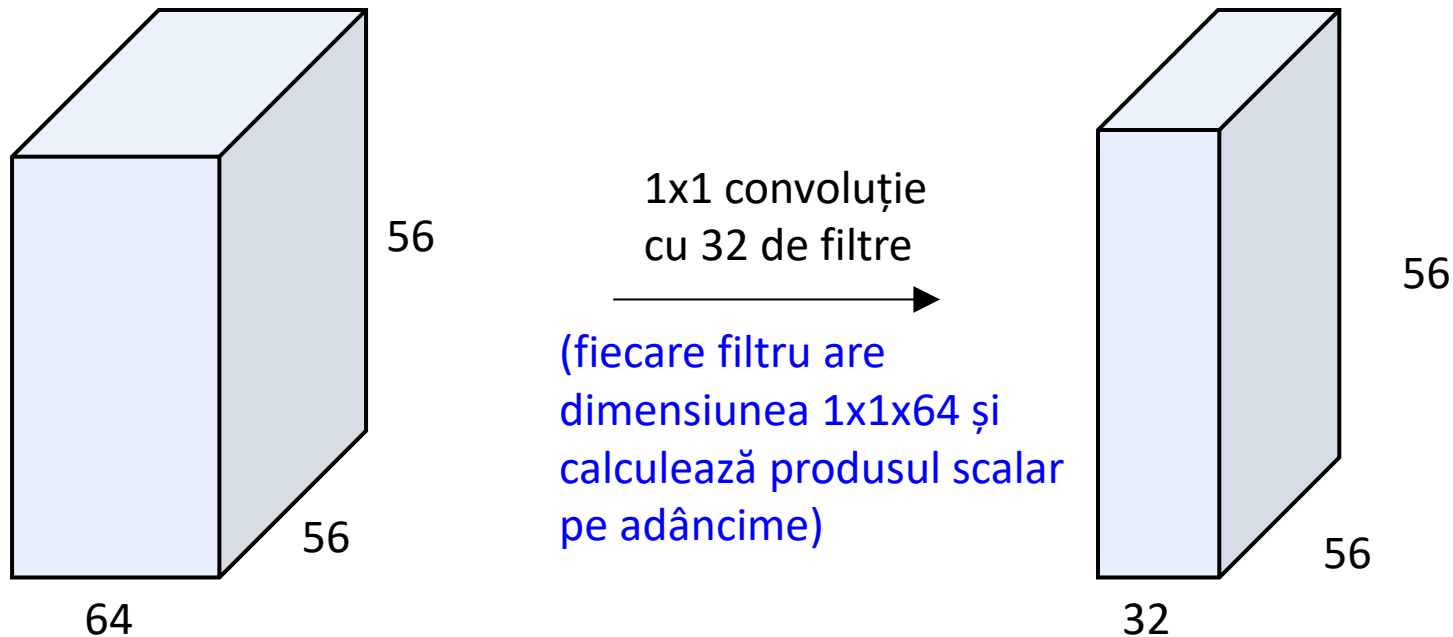 56
56
64
1x1 convoluție
cu 32 de filtre
(fiecare filtru are
dimensiunea 1x1x64 și
calculează produsul scalar
pe adâncime)
56
56
32